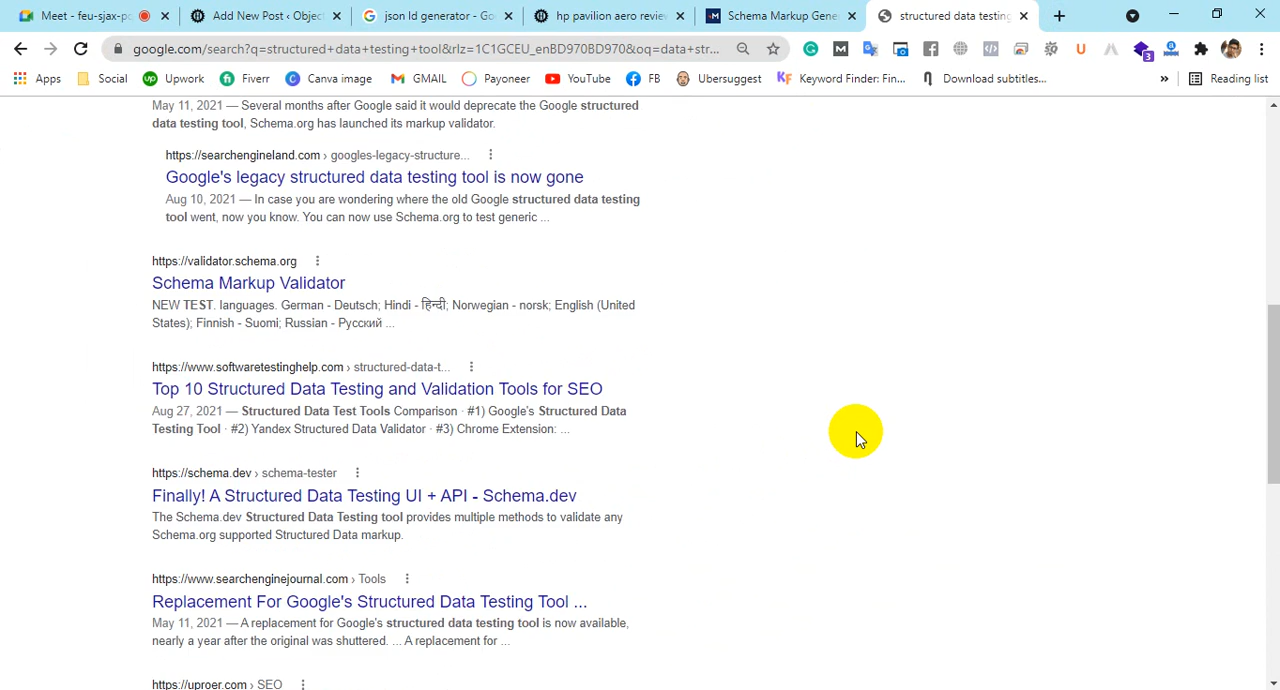 Meet - feu-sjax-po
Add New Post ‹ Object
json ld generator - Go
hp pavilion aero revie
Schema Markup Gene
structured data testing
google.com/search?q=structured+data+testing+tool&rlz=1C1GCEU_enBD970BD970&oq=data+str...
3
Apps
Social
Upwork
Fiverr
Canva image
GMAIL
Payoneer
YouTube
FB
Ubersuggest
Keyword Finder: Fin...
Download subtitles...
»
Reading list
May 11, 2021 — Several months after Google said it would deprecate the Google structured
data testing tool, Schema.org has launched its markup validator.
https://searchengineland.com › googles-legacy-structure...
Google's legacy structured data testing tool is now gone
Aug 10, 2021 — In case you are wondering where the old Google structured data testing
tool went, now you know. You can now use Schema.org to test generic ...
https://validator.schema.org
Schema Markup Validator
NEW TEST. languages. German - Deutsch; Hindi - हिन्दी; Norwegian - norsk; English (United
States); Finnish - Suomi; Russian - Русский ...
https://www.softwaretestinghelp.com › structured-data-t...
Top 10 Structured Data Testing and Validation Tools for SEO
Aug 27, 2021 — Structured Data Test Tools Comparison · #1) Google's Structured Data
Testing Tool · #2) Yandex Structured Data Validator · #3) Chrome Extension: ...
https://schema.dev › schema-tester
Finally! A Structured Data Testing UI + API - Schema.dev
The Schema.dev Structured Data Testing tool provides multiple methods to validate any
Schema.org supported Structured Data markup.
https://www.searchenginejournal.com › Tools
Replacement For Google's Structured Data Testing Tool ...
May 11, 2021 — A replacement for Google's structured data testing tool is now available,
nearly a year after the original was shuttered. ... A replacement for ...
https://uproer.com › SEO